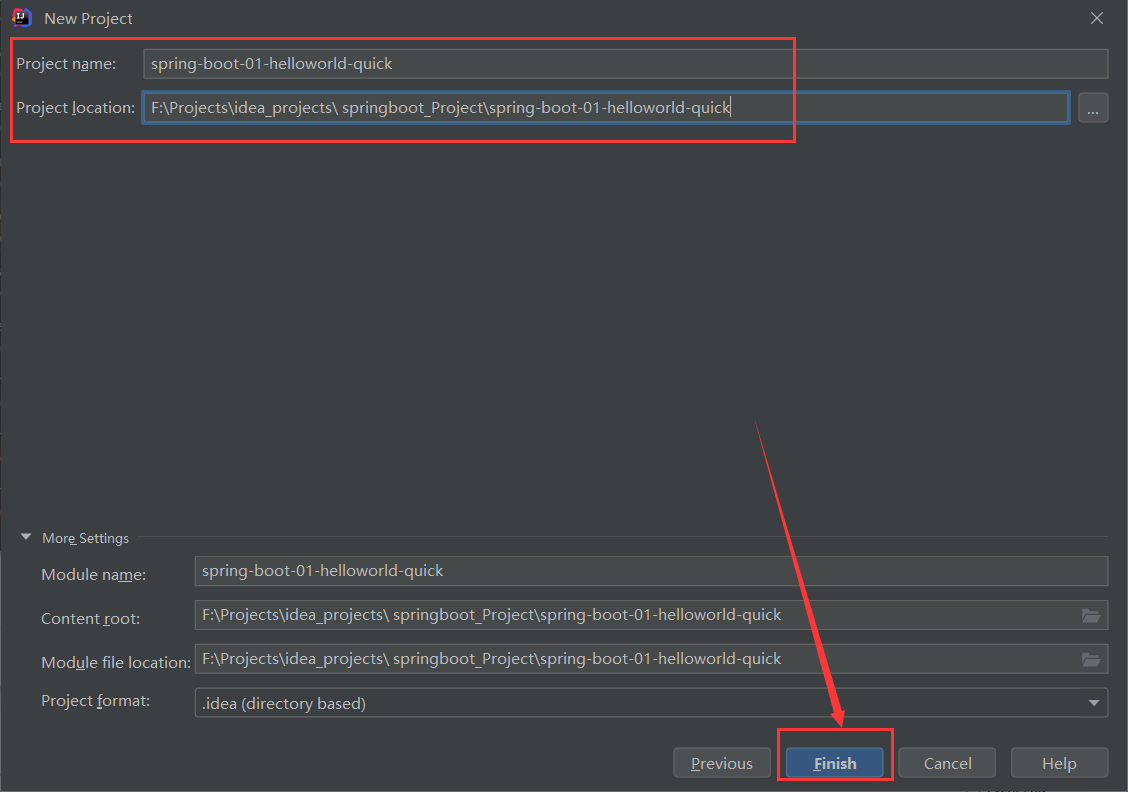 New Project
Project name: spring-boot-01-helloworld-quick
Project location: F:\Projects\idea_projects\ springboot_Project\spring-boot-01-helloworld-quick ...
More Settings
Module name: spring-boot-01-helloworld-quick
Content root: F:\Projects\idea_projects\ springboot_Project\spring-boot-01-helloworld-quick
Module file location: F:\Projects\idea_projects\ springboot_Project\spring-boot-01-helloworld-quick
Project format: .idea (directory based)
Previous Finish Cancel Help